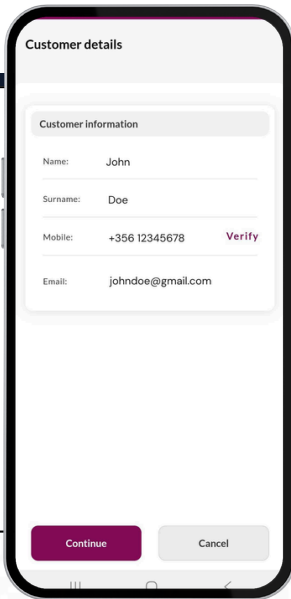 Customer details
Customer information
Name: John
Surname: Doe
Mobile: +356 12345678 Verify
Email: johndoe@gmail.com
Continue Cancel